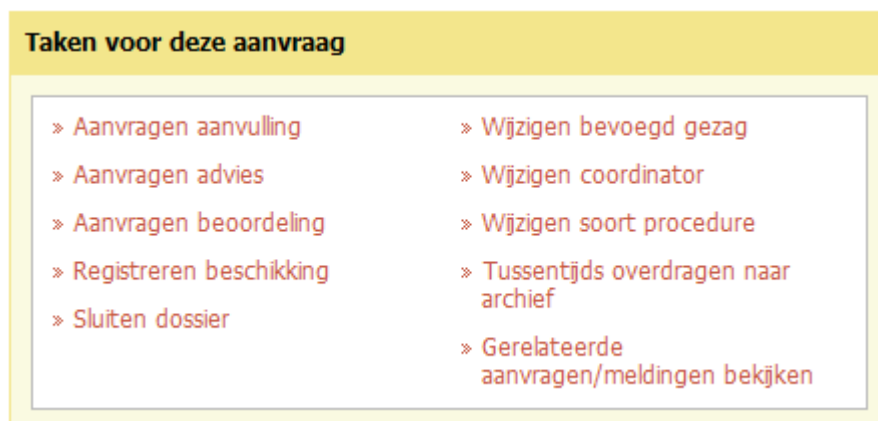 Taken voor deze aanvraag
» Aanvragen aanvulling
» Aanvragen advies
» Aanvragen beoordeling
» Registreren beschikking
» Sluiten dossier
» Wijzigen bevoegd gezag
» Wijzigen coordinator
» Wijzigen soort procedure
» Tussentijds overdragen naar
archief
» Gerelateerde
aanvragen/meldingen bekijken